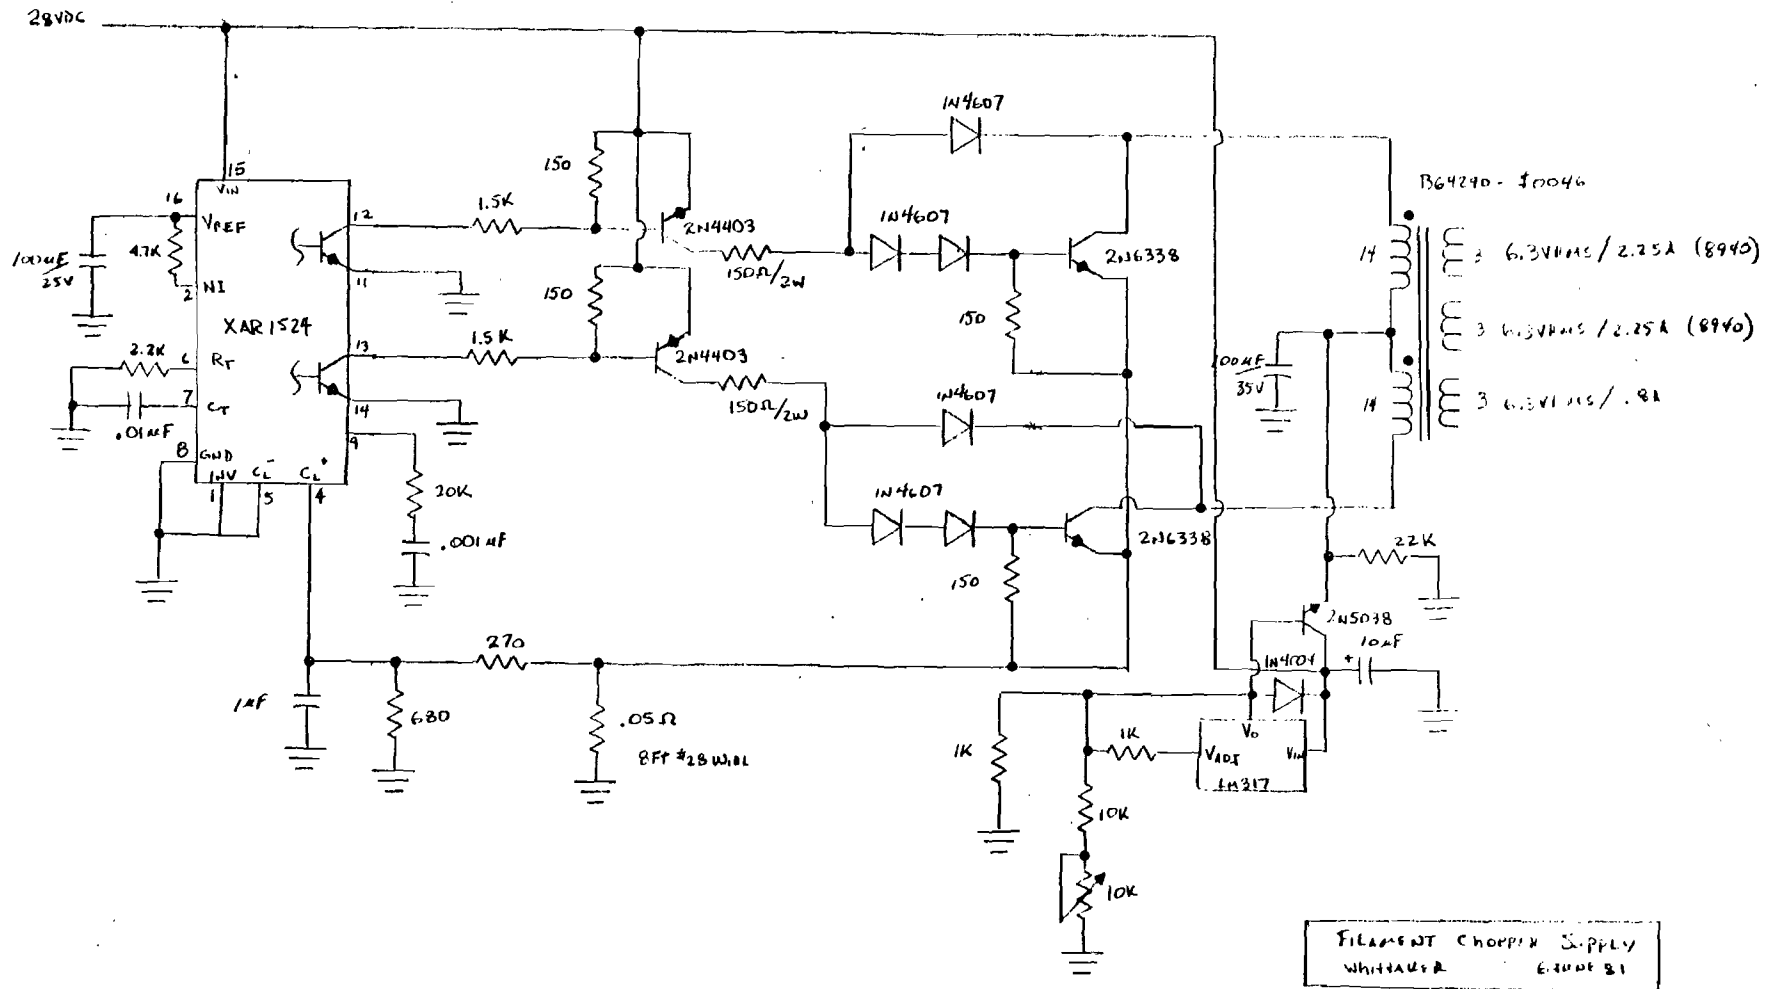 28VDC
1N4607
15
VIN
16
VREF
100uF
25V
4.7K
2
NI
XAR1524
12
11
13
14
9
2.2K
6
RT
7
CT
.01uF
8
GND
INV
CL-
CL+
1
5
4
20K
.001uF
1uF
680
270
.05Ω
8FT #28 WIRE
1.5K
150
2N4403
150Ω/2W
1.5K
150
2N4403
150Ω/2W
1N4607
2N6338
150
1N4607
1N4607
2N6338
150
14
3 6.3VRMS/2.25A (8940)
3 6.3VRMS/2.25A (8940)
14
3 6.3VRMS/.8A
100uF
35V
22K
2N5038
10uF
+
VO
VADJ
VIN
LM317
1K
1K
10K
10K
FILAMENT CHOPPER SUPPLY
WHITTAKER 6 JUNE 81